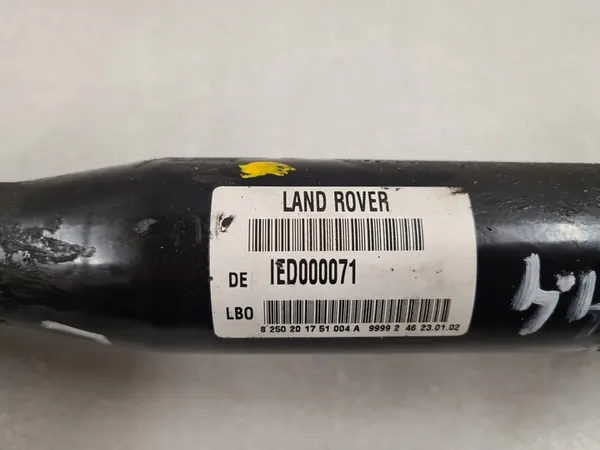 LAND ROVER
DE IED000071
LBO
8 250 20 17 51 004 A 9999 2 46 23.01.02